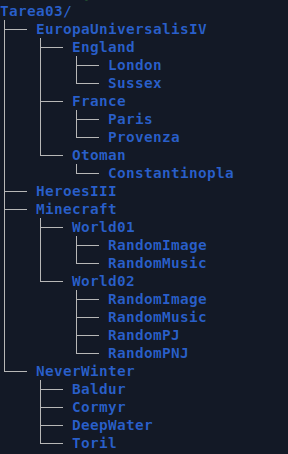 Tarea03/
EuropaUniversalisIV
England
London
Sussex
France
Paris
Provenza
Otoman
Constantinopla
HeroesIII
Minecraft
World01
RandomImage
RandomMusic
World02
RandomImage
RandomMusic
RandomPJ
RandomPNJ
NeverWinter
Baldur
Cormyr
DeepWater
Toril